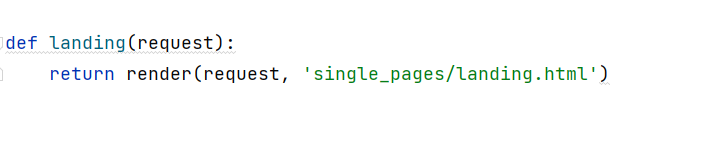 def landing(request):
    return render(request, 'single_pages/landing.html')